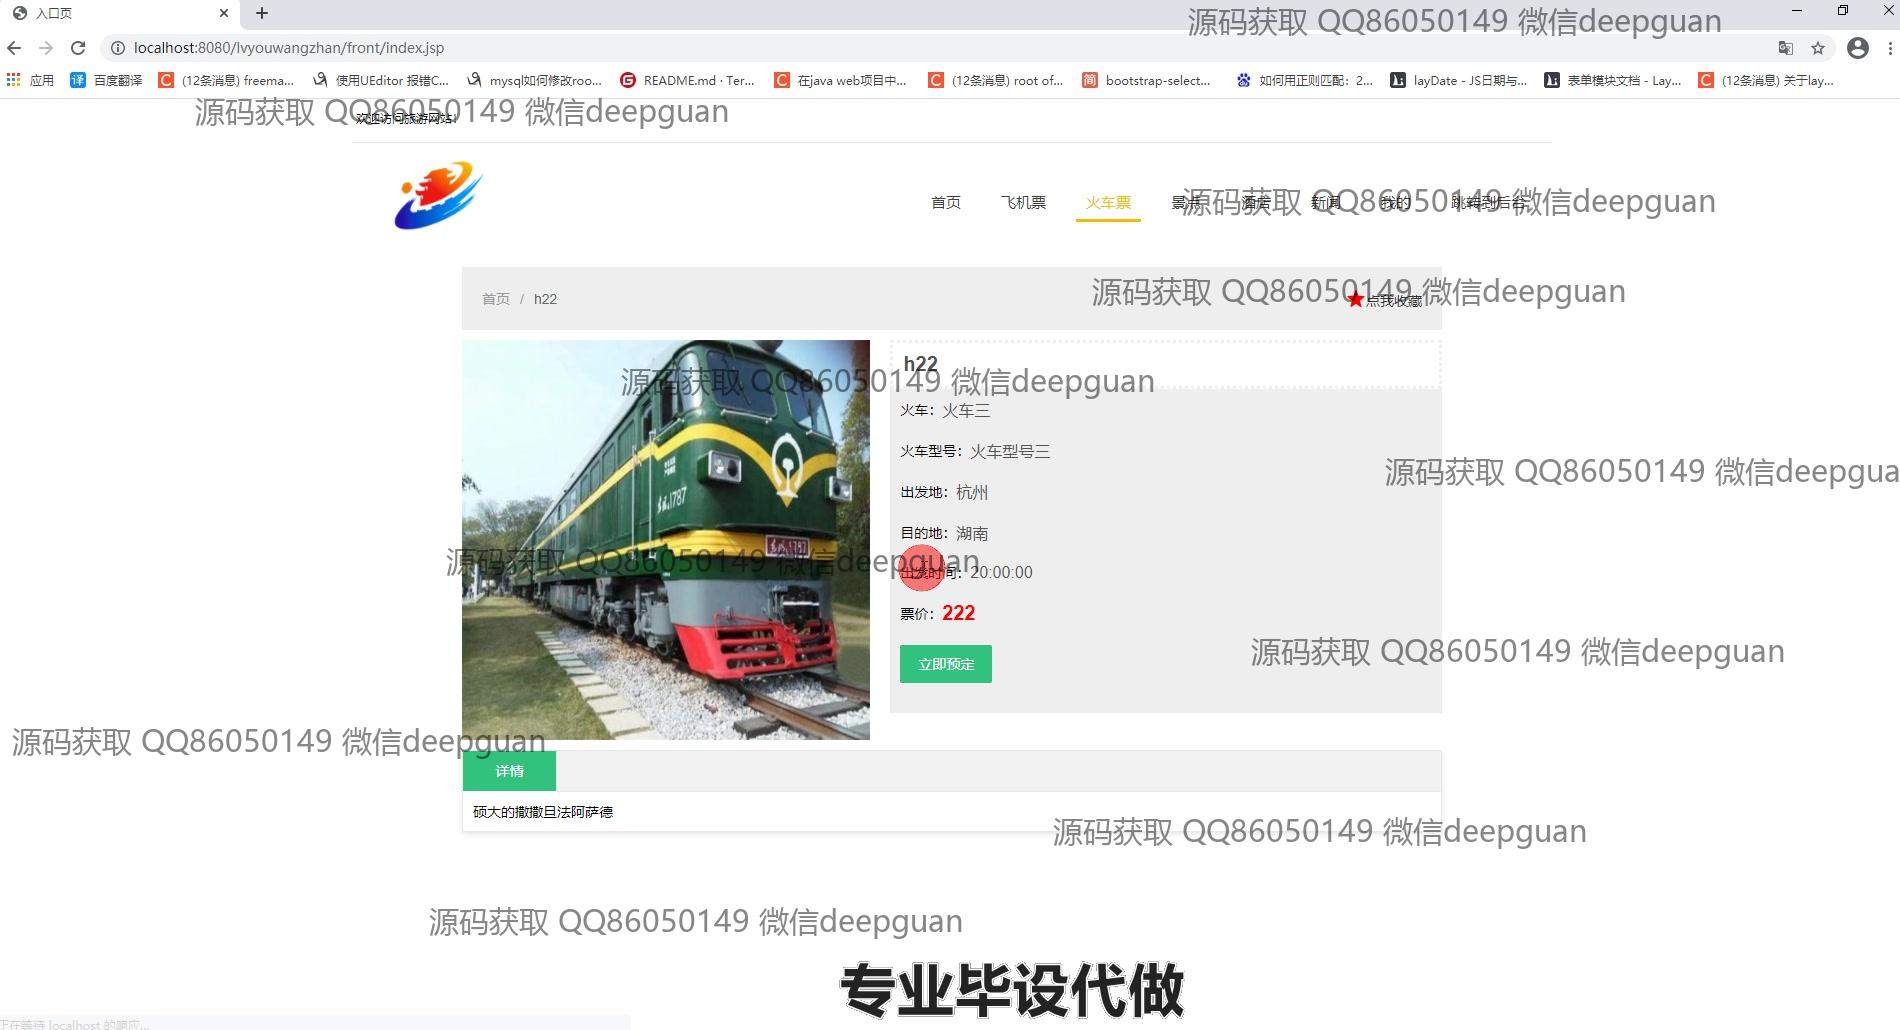 入口页
localhost:8080/lvyouwangzhan/front/index.jsp
应用 百度翻译 (12条消息) freema... 使用UEditor 报错C... mysql如何修改roo... README.md · Ter... 在java web项目中... (12条消息) root of... bootstrap-select... 如何用正则匹配：2... layDate - JS日期与... 表单模块文档 - Lay... (12条消息) 关于lay...
源码获取 QQ86050149 微信deepguan
源码获取 QQ86050149 微信deepguan
欢迎访问旅游网站！
首页 飞机票 火车票 景点 酒店 新闻 我的 跳转到后台
源码获取 QQ86050149 微信deepguan
源码获取 QQ86050149 微信deepguan
首页 / h22
点我收藏
h22
源码获取 QQ86050149 微信deepguan
火车：火车三
火车型号：火车型号三
源码获取 QQ86050149 微信deepgua
出发地：杭州
目的地：湖南
源码获取 QQ86050149 微信deepguan
出发时间：20:00:00
票价：222
源码获取 QQ86050149 微信deepguan
立即预定
源码获取 QQ86050149 微信deepguan
详情
硕大的撒撒旦法阿萨德
源码获取 QQ86050149 微信deepguan
源码获取 QQ86050149 微信deepguan
专业毕设代做
正在等待 localhost 的响应...